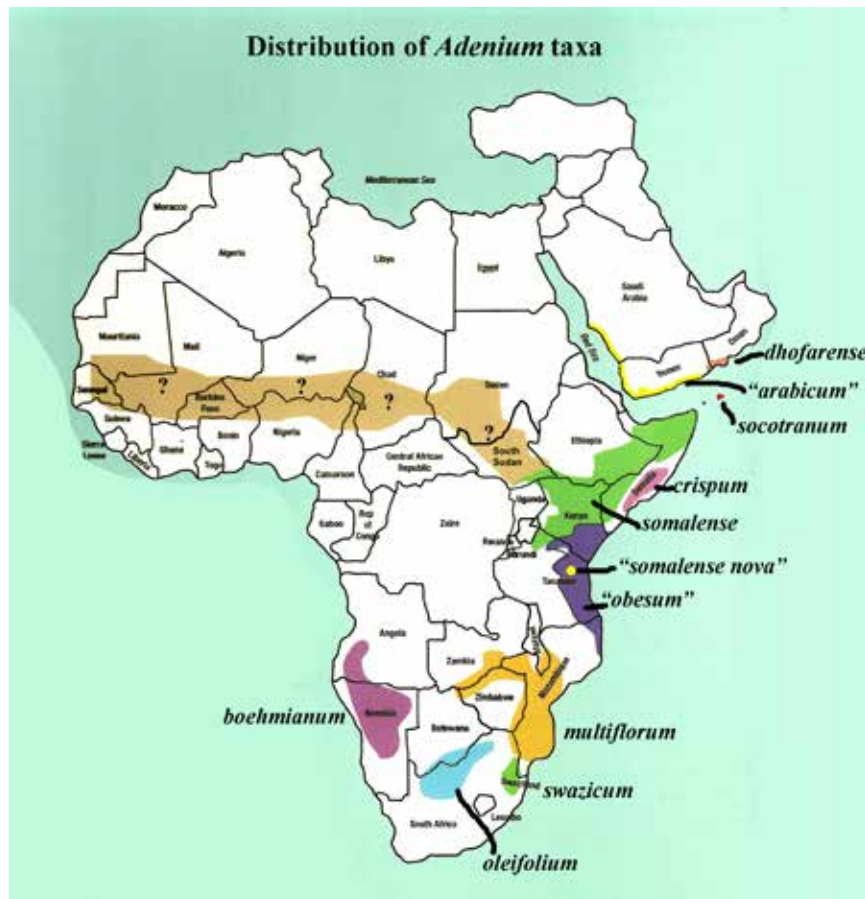 Distribution of Adenium taxa
Mediterranean Sea
Morocco
Algeria
Libya
Egypt
Saudi
Arabia
Red Sea
Oman
Yemen
Mauritania
Mali
Niger
Chad
Sudan
dhofarense
"arabicum"
socotranum
?
?
?
?
Senegal
Burkina
Faso
Guinea
Sierra
Leone
Liberia
Ghana
Togo
Benin
Nigeria
Cameroon
Central African
Republic
South
Sudan
Ethiopia
Somalia
crispum
somalense
Uganda
Kenya
Gabon
Rep
of
Congo
Zaire
Rwanda
Burundi
Tanzania
"somalense nova"
"obesum"
Angola
Zambia
Malawi
Mozambique
Zimbabwe
Namibia
Botswana
boehmianum
multiflorum
Swaziland
swazicum
South Africa
Lesotho
oleifolium